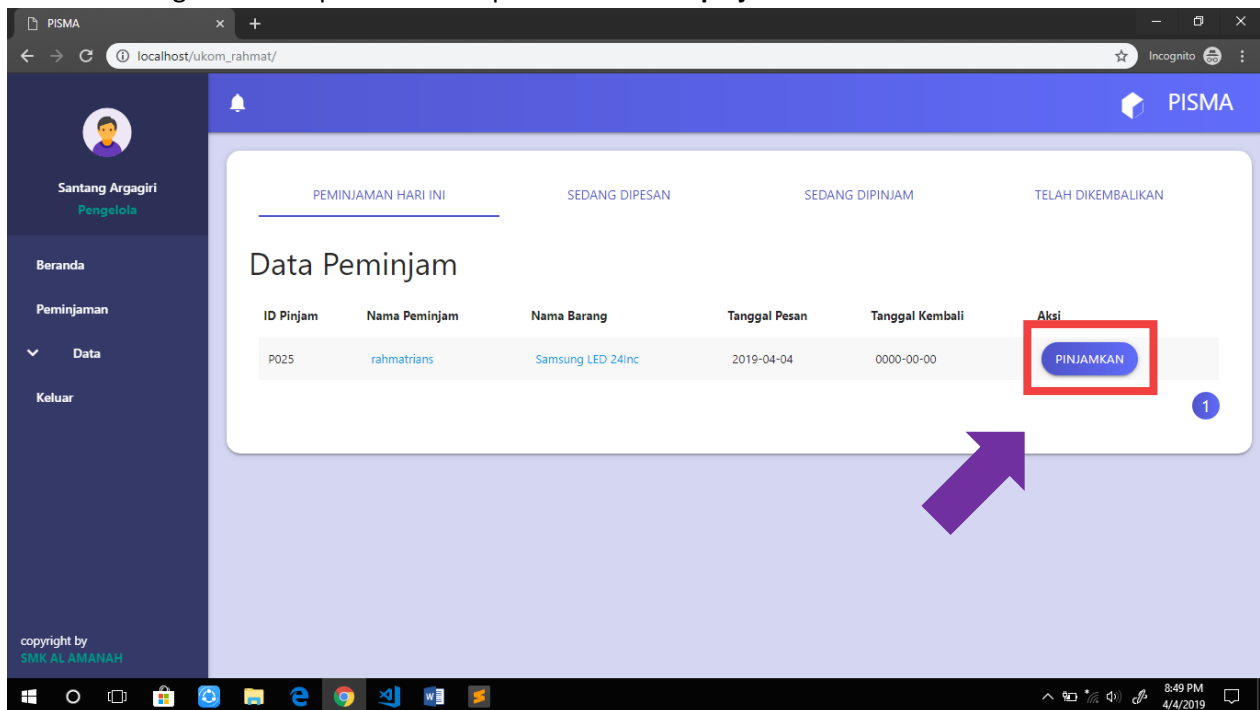 PISMA
localhost/ukom_rahmat/
Incognito
PISMA
Santang Argagiri
Pengelola
Beranda
Peminjaman
Data
Keluar
PEMINJAMAN HARI INI
SEDANG DIPESAN
SEDANG DIPINJAM
TELAH DIKEMBALIKAN
Data Peminjam
ID Pinjam Nama Peminjam Nama Barang Tanggal Pesan Tanggal Kembali Aksi
P025 rahmatrians Samsung LED 24Inc 2019-04-04 0000-00-00 PINJAMKAN
1
copyright by
SMK AL AMANAH
8:49 PM
4/4/2019